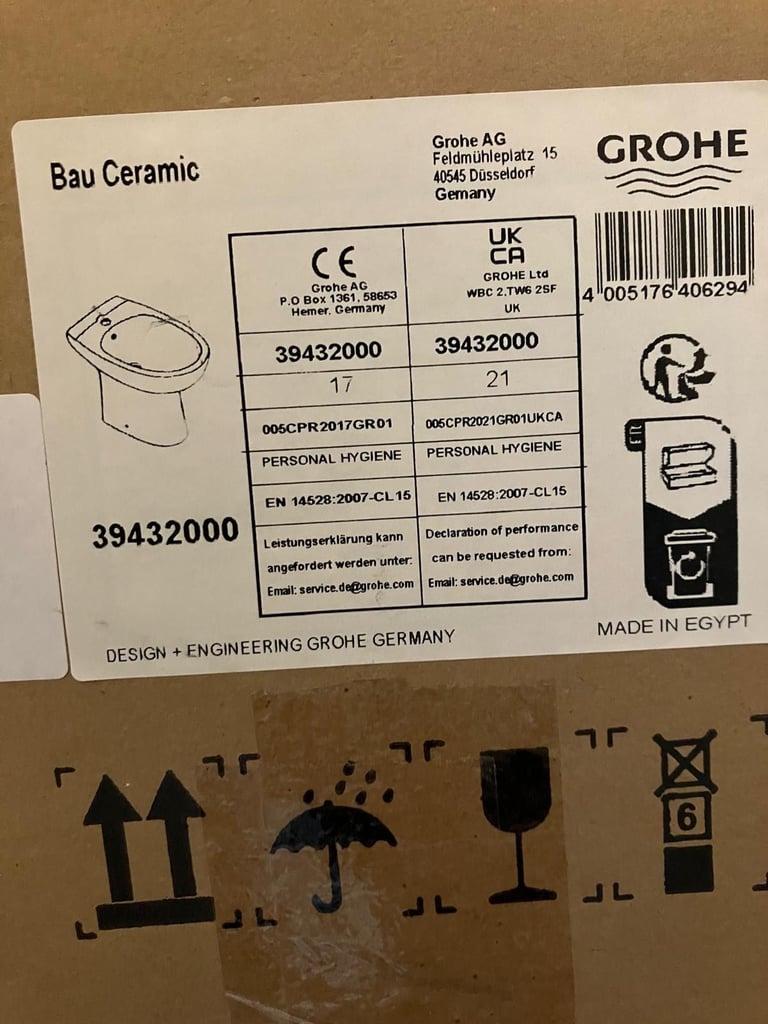 Bau Ceramic
Grohe AG
Feldmühleplatz 15
40545 Düsseldorf
Gemany
GROHE
4 005176 406294
CE
Grohe AG
P.O Box 1361, 58653
Hemer, Germany
39432000
17
005CPR2017GR01
PERSONAL HYGIENE
EN 14528:2007-CL15
Leistungserklärung kann
angefordert werden unter:
Email: service.de@grohe.com
UK
CA
GROHE Ltd
WBC 2,TW6 2SF
UK
39432000
21
005CPR2021GR01UKCA
PERSONAL HYGIENE
EN 14528:2007-CL15
Declaration of performance
can be requested from:
Email: service.de@grohe.com
39432000
DESIGN + ENGINEERING GROHE GERMANY
MADE IN EGYPT
6